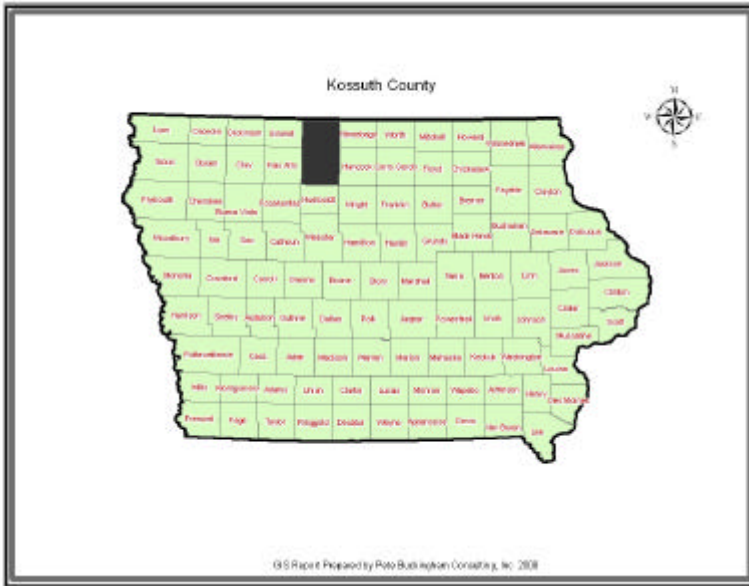 Kossuth County
N
W E
S
Lyon Osceola Dickinson Emmet Winnebago Worth Mitchell Howard Winneshiek Allamakee
Sioux Obrien Clay Palo Alto Hancock Cerro Gordo Floyd Chickasaw
Plymouth Cherokee Buena Vista Pocahontas Humboldt Wright Franklin Butler Bremer Fayette Clayton
Woodbury Ida Sac Calhoun Webster Hamilton Hardin Grundy Black Hawk Buchanan Delaware Dubuque
Monona Crawford Carroll Greene Boone Story Marshall Tama Benton Linn Jones Jackson
Clinton
Harrison Shelby Audubon Guthrie Dallas Polk Jasper Poweshiek Iowa Johnson Cedar Scott
Muscatine
Pottawattamie Cass Adair Madison Warren Marion Mahaska Keokuk Washington Louisa
Mills Montgomery Adams Union Clarke Lucas Monroe Wapello Jefferson Henry Des Moines
Fremont Page Taylor Ringgold Decatur Wayne Appanoose Davis Van Buren Lee
GIS Report Prepared by Pete Buckingham Consulting, Inc 2008